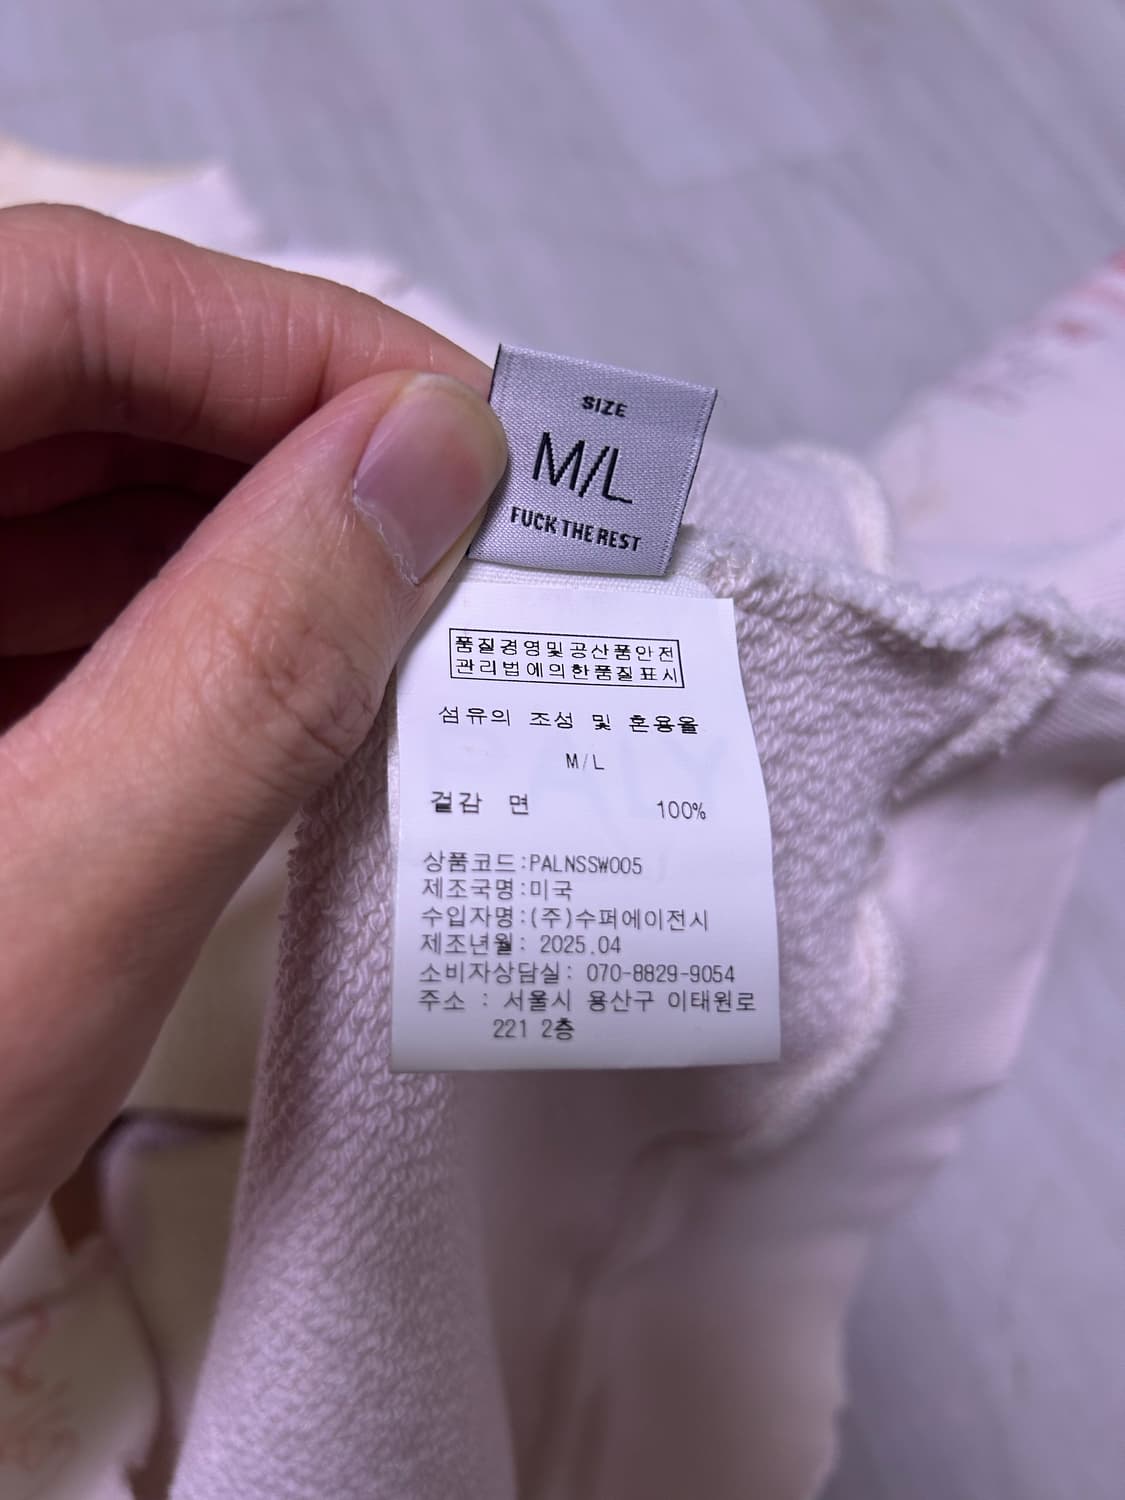 SIZE
M/L
FUCK THE REST
품질경영및공산품안전
관리법에의한품질표시
섬유의 조성 및 혼용율
M/L
겉감 면 100%
상품코드:PALNSSW005
제조국명:미국
수입자명:(주)수퍼에이전시
제조년월: 2025.04
소비자상담실: 070-8829-9054
주소 : 서울시 용산구 이태원로
221 2층